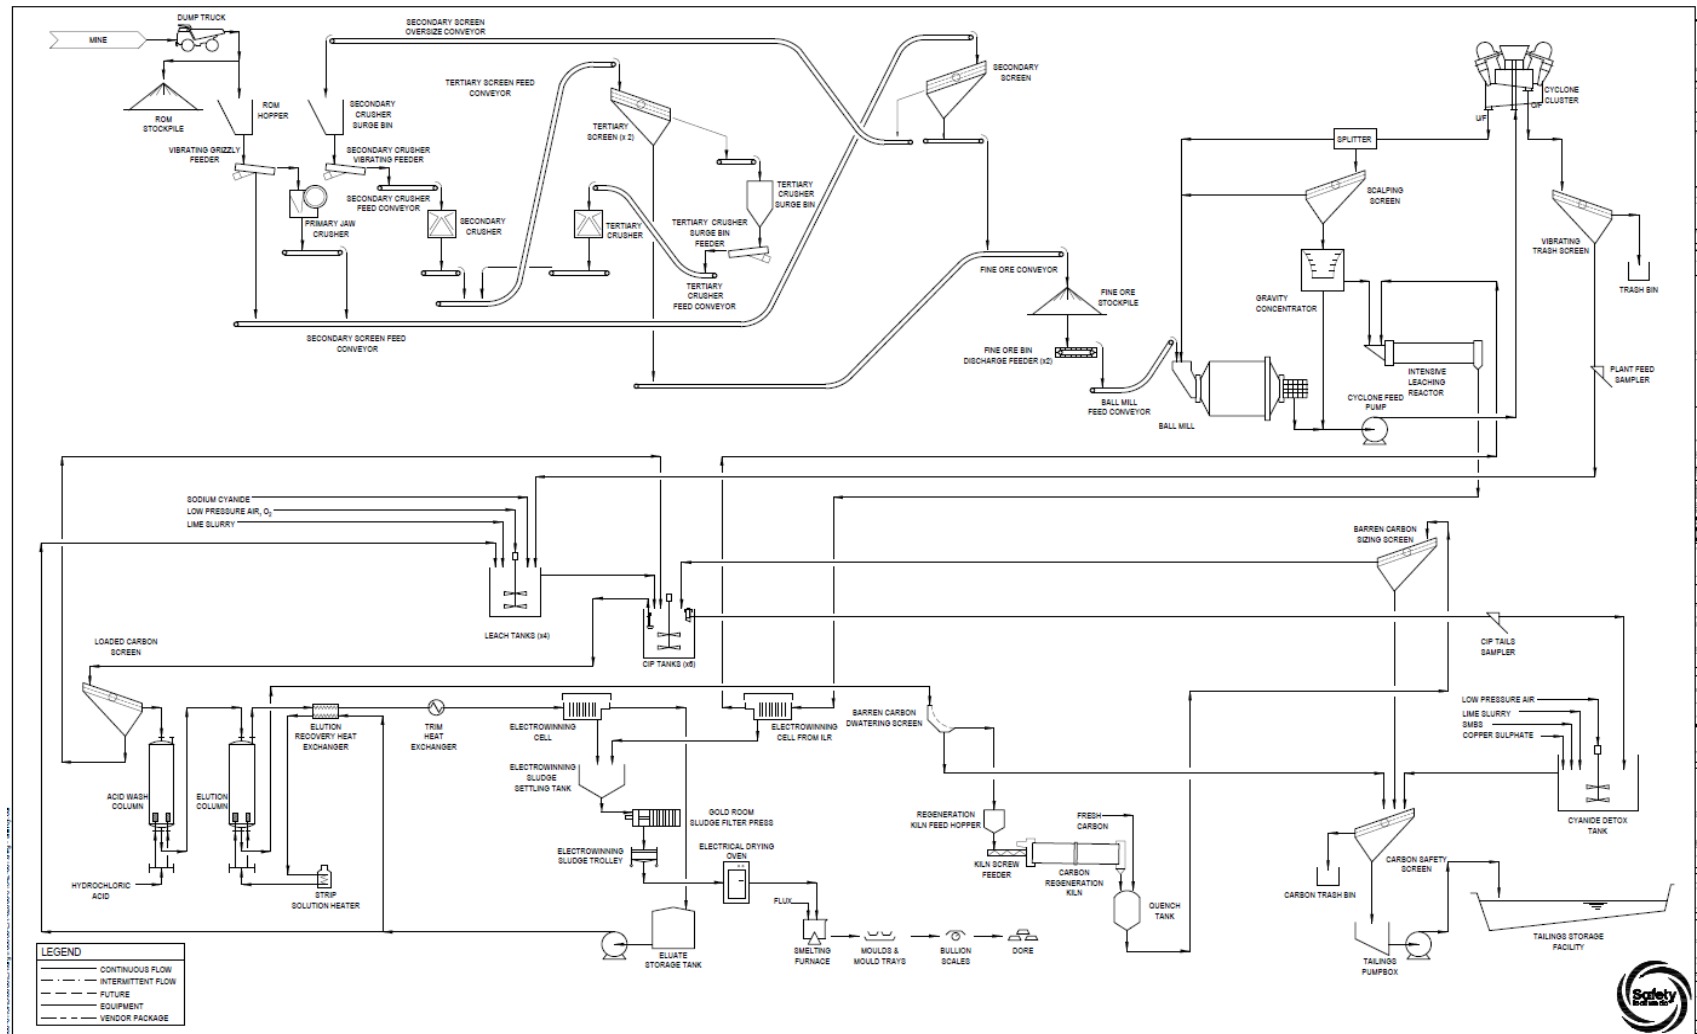 MINE
DUMP TRUCK
ROM
STOCKPILE
ROM
HOPPER
SECONDARY SCREEN
OVERSIZE CONVEYOR
SECONDARY
CRUSHER
SURGE BIN
VIBRATING GRIZZLY
FEEDER
SECONDARY CRUSHER
VIBRATING FEEDER
SECONDARY CRUSHER
FEED CONVEYOR
PRIMARY JAW
CRUSHER
SECONDARY
CRUSHER
SECONDARY SCREEN FEED
CONVEYOR
TERTIARY SCREEN FEED
CONVEYOR
TERTIARY
SCREEN (x 2)
TERTIARY
CRUSHER
TERTIARY
CRUSHER
SURGE BIN
TERTIARY CRUSHER
SURGE BIN
FEEDER
TERTIARY
CRUSHER
FEED CONVEYOR
SECONDARY
SCREEN
FINE ORE CONVEYOR
FINE ORE
STOCKPILE
FINE ORE BIN
DISCHARGE FEEDER (x2)
BALL MILL
FEED CONVEYOR
BALL MILL
CYCLONE
CLUSTER
U/F
O/F
SPLITTER
SCALPING
SCREEN
VIBRATING
TRASH SCREEN
TRASH BIN
GRAVITY
CONCENTRATOR
INTENSIVE
LEACHING
REACTOR
CYCLONE FEED
PUMP
PLANT FEED
SAMPLER
SODIUM CYANIDE
LOW PRESSURE AIR, O2
LIME SLURRY
LEACH TANKS (x4)
CIP TANKS (x6)
BARREN CARBON
SIZING SCREEN
CIP TAILS
SAMPLER
LOADED CARBON
SCREEN
ACID WASH
COLUMN
ELUTION
COLUMN
HYDROCHLORIC
ACID
ELUTION
RECOVERY HEAT
EXCHANGER
STRIP
SOLUTION HEATER
TRIM
HEAT
EXCHANGER
ELECTROWINNING
CELL
ELECTROWINNING
CELL FROM ILR
ELECTROWINNING
SLUDGE
SETTLING TANK
GOLD ROOM
SLUDGE FILTER PRESS
ELECTROWINNING
SLUDGE TROLLEY
ELECTRICAL DRYING
OVEN
FLUX
SMELTING
FURNACE
MOULDS &
MOULD TRAYS
BULLION
SCALES
DORE
ELUATE
STORAGE TANK
BARREN CARBON
DWATERING SCREEN
REGENERATION
KILN FEED HOPPER
KILN SCREW
FEEDER
CARBON
REGENERATION
KILN
FRESH
CARBON
QUENCH
TANK
LOW PRESSURE AIR
LIME SLURRY
SMBS
COPPER SULPHATE
CYANIDE DETOX
TANK
CARBON SAFETY
SCREEN
CARBON TRASH BIN
TAILINGS
PUMPBOX
TAILINGS STORAGE
FACILITY
LEGEND
CONTINUOUS FLOW
INTERMITTENT FLOW
FUTURE
EQUIPMENT
VENDOR PACKAGE
Safety